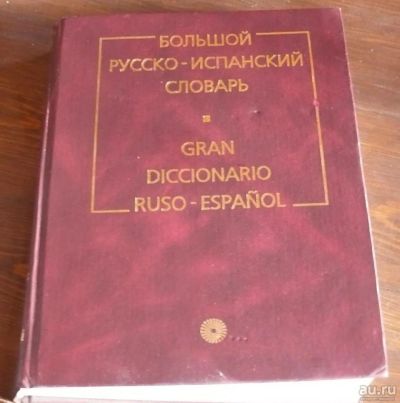 БОЛЬШОЙ
РУССКО-ИСПАНСКИЙ
СЛОВАРЬ
GRAN
DICCIONARIO
RUSO-ESPAÑOL
au.ru